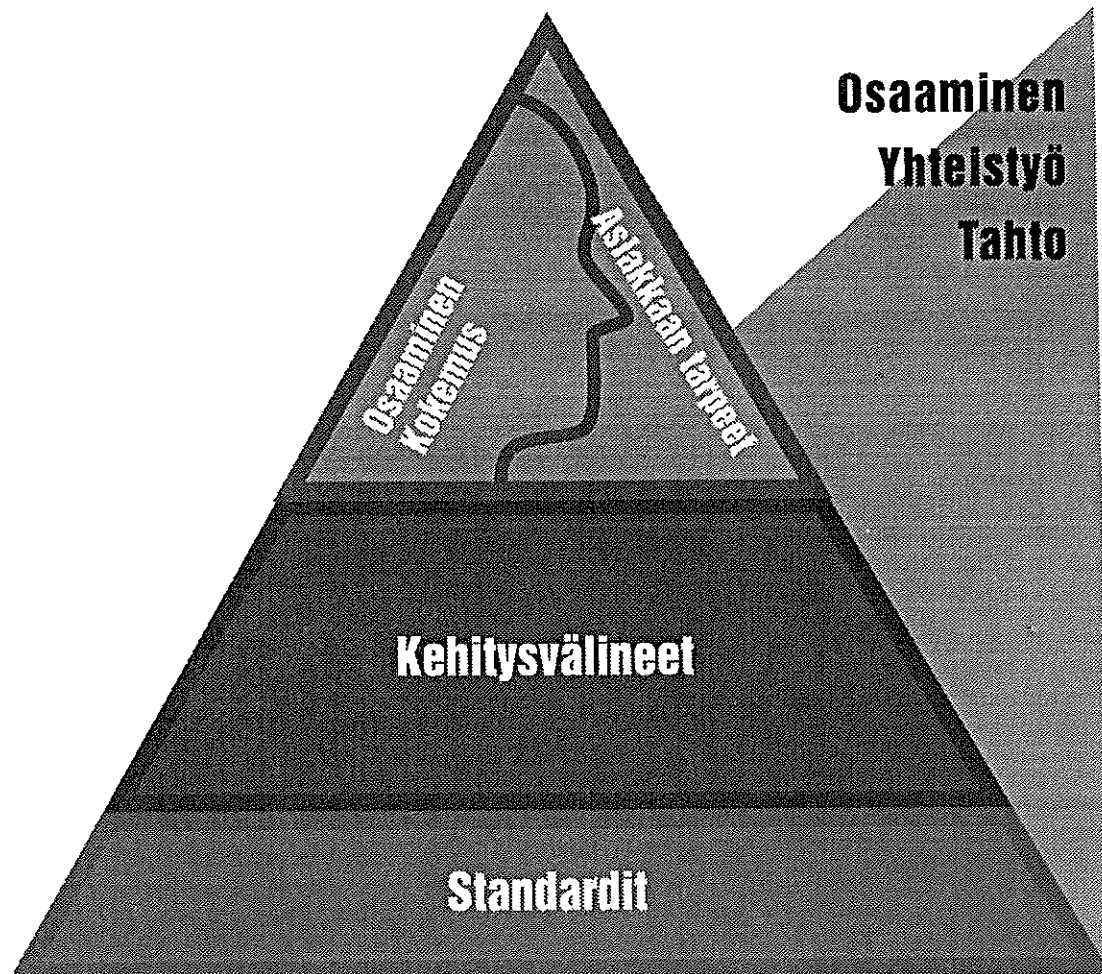 Osaaminen
Yhteistyö
Tahto
Osaaminen
Kokemus
Asiakkaan tarpeet
Kehitysvälineet
Standardit